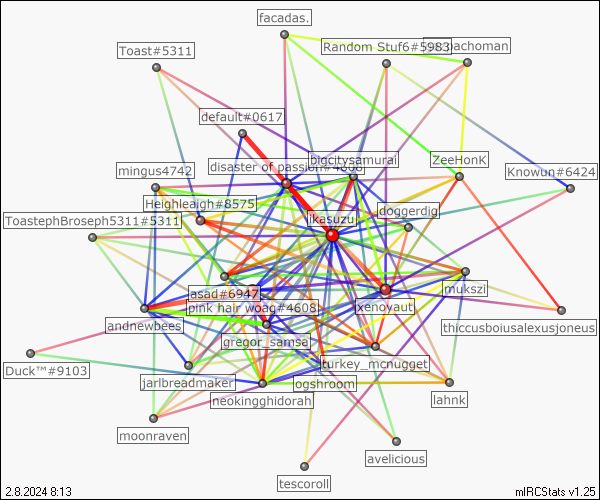 facadas.
Toast#5311
Random Stuf6#5983
pachoman
default#0617
disaster of passion#4608
bigcitysamurai
ZeeHonK
mingus4742
Knowun#6424
Heighleaigh#8575
doggerdig
ikasuzu
ToastephBroseph5311#5311
asad#6947
mukszi
pink hair woag#4608
xenoyaut
andnewbees
thiccusboiusalexusjoneus
gregor_samsa
turkey_mcnugget
Duck™#9103
jarlbreadmaker
ogshroom
neokingghidorah
lahnk
moonraven
avelicious
tescoroll
2.8.2024 8:13
mIRCStats v1.25